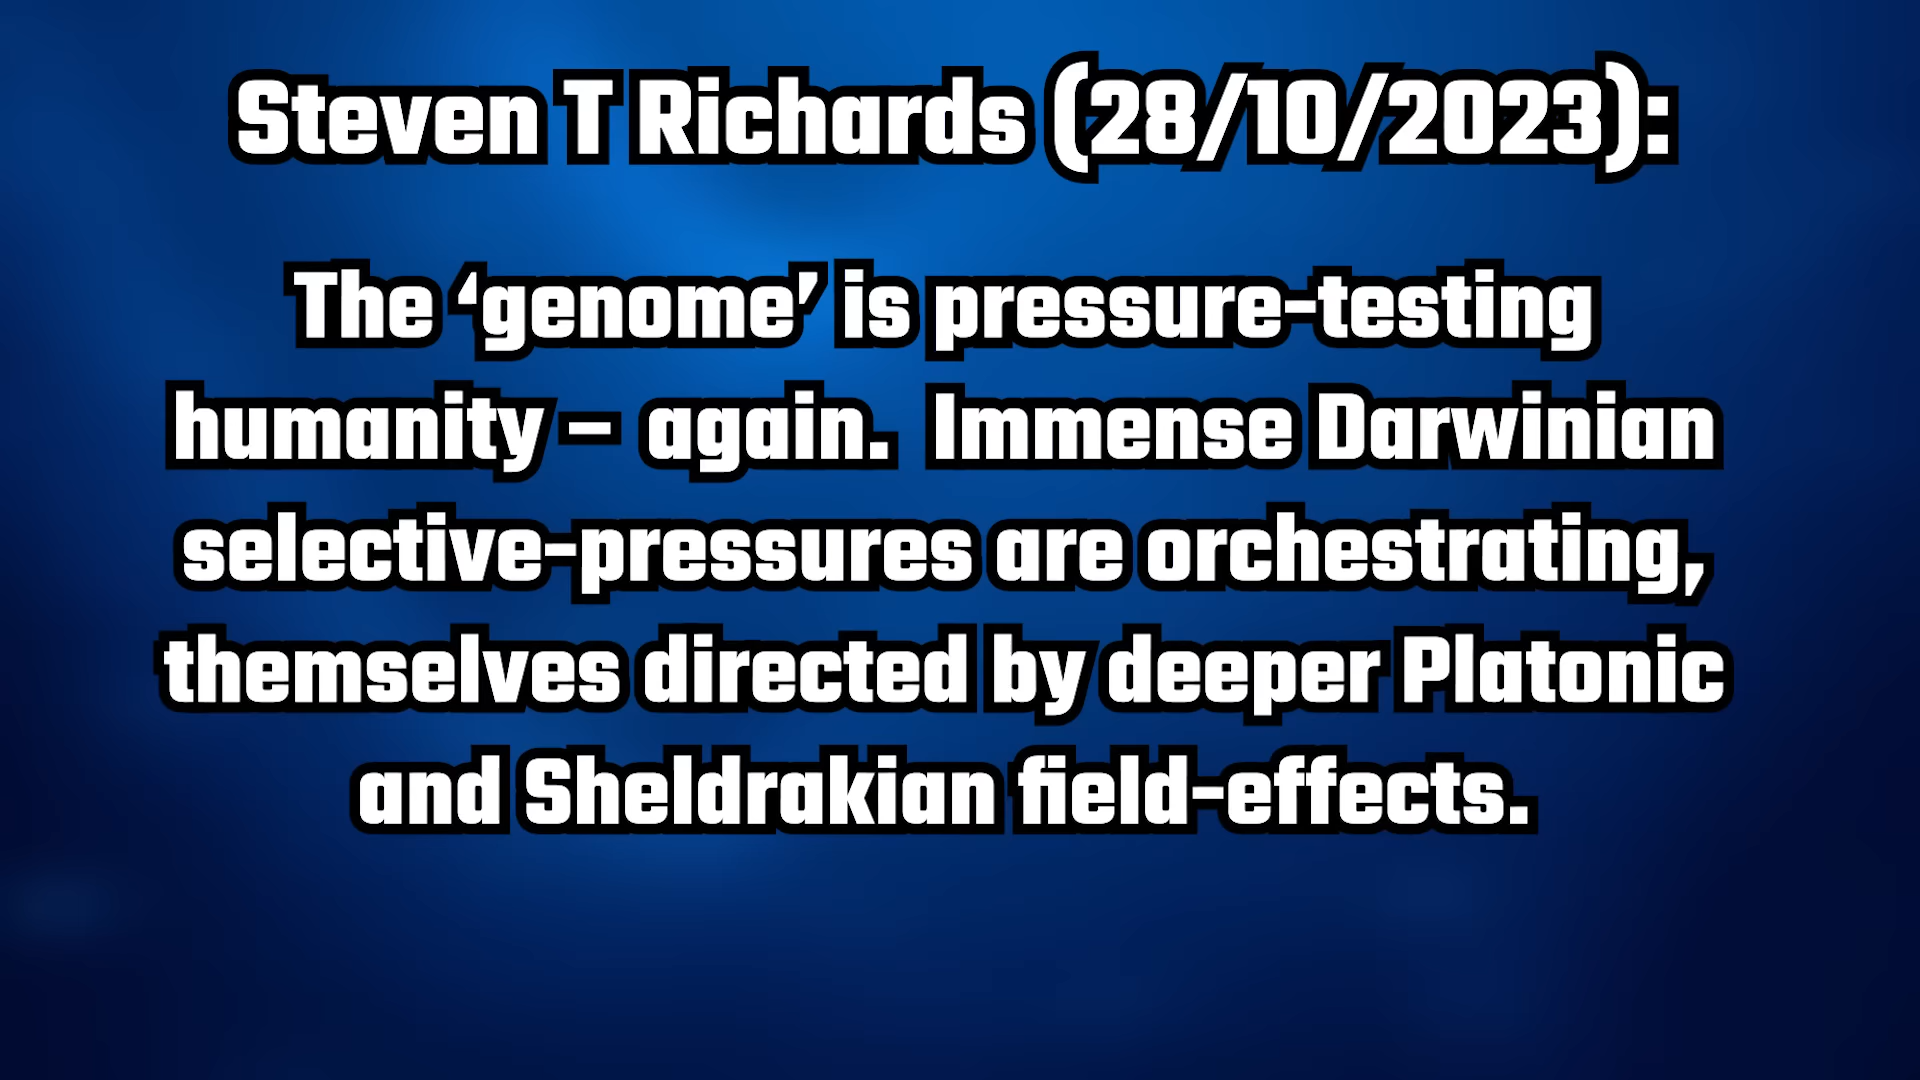 Steven T Richards (28/10/2023):
The ‘genome’ is pressure-testing
humanity – again.  Immense Darwinian
selective-pressures are orchestrating,
themselves directed by deeper Platonic
and Sheldrakian field-effects.